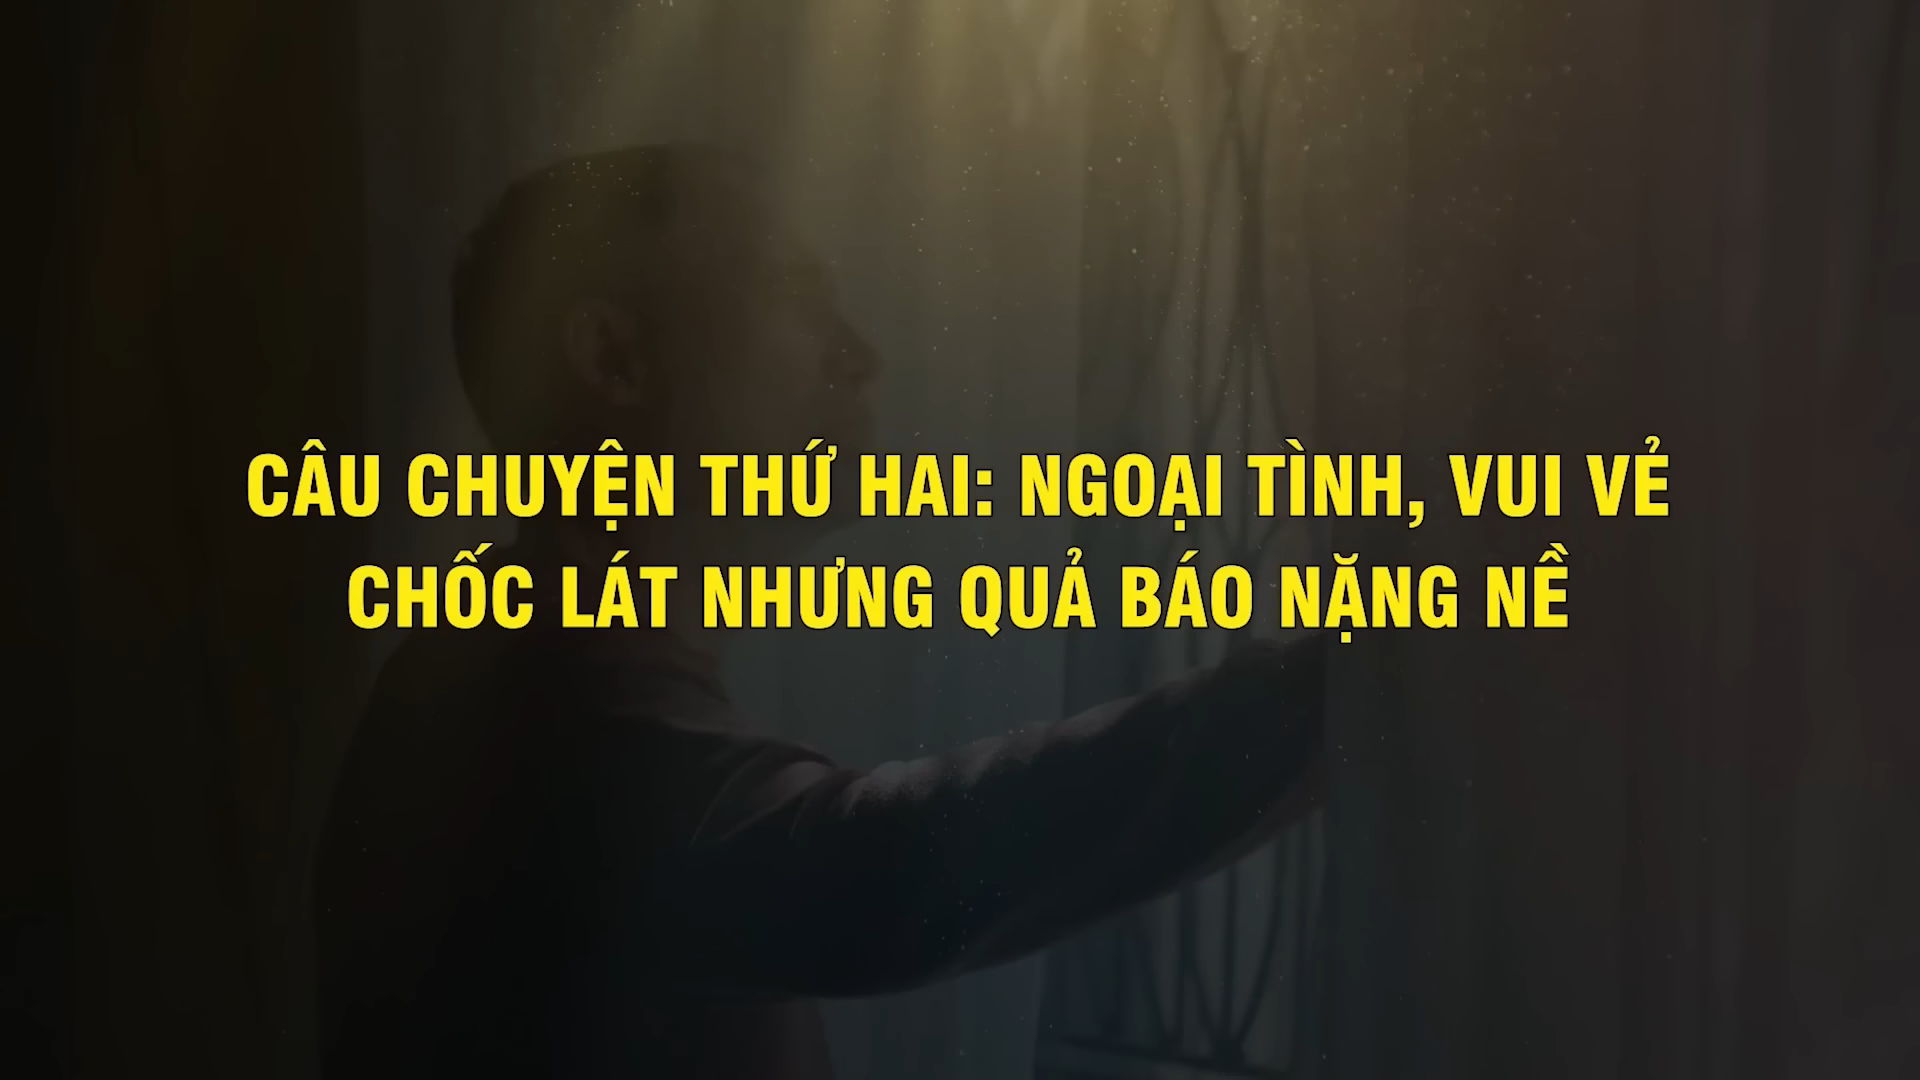 CÂU CHUYỆN THỨ HAI: NGOẠI TÌNH, VUI VẺ
CHỐC LÁT NHƯNG QUẢ BÁO NẶNG NỀ